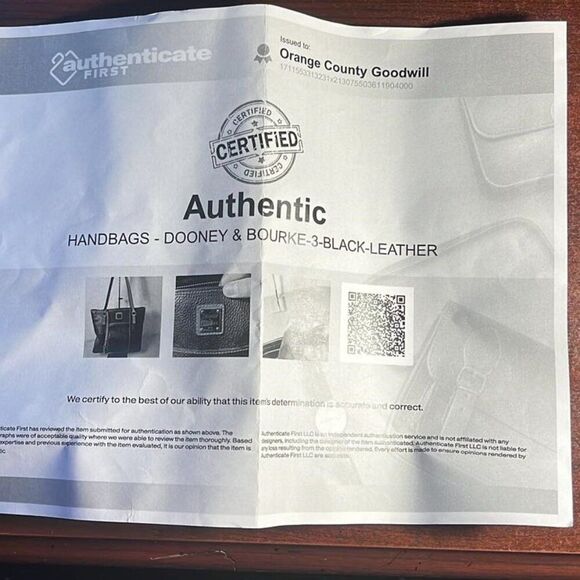 authenticate
FIRST
Issued to:
Orange County Goodwill
CERTIFIED
CERTIFIED
CERTIFIED
Authentic
HANDBAGS - DOONEY & BOURKE-3-BLACK-LEATHER
We certify to the best of our ability that this item's determination is accurate and correct.
ticate First has reviewed the item submitted for authentication as shown above. The
raphs were of acceptable quality where we were able to review the item thoroughly. Based
expertise and previous experience with the item evaluated, it is our opinion that the item is
tic
Authenticate First LLC is an independent authentication service and is not affiliated with any
designers, including the designer of the item authenticated. Authenticate First LLC is not liable for
any loss resulting from the opinion rendered. Every effort is made to ensure opinions rendered by
Authenticate First LLC are accurate.